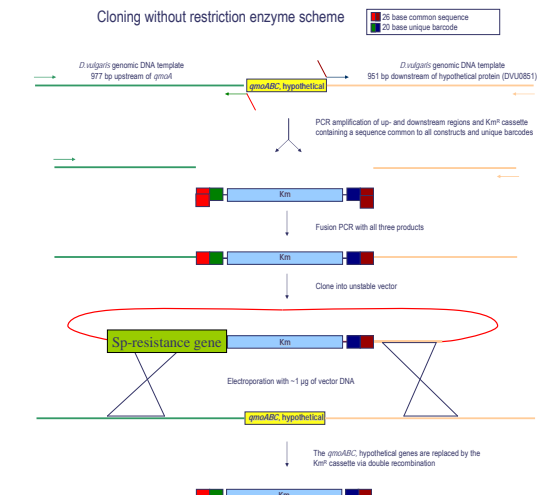 Cloning without restriction enzyme scheme
26 base common sequence
20 base unique barcode
D.vulgaris genomic DNA template
977 bp upstream of qmoA
D.vulgaris genomic DNA template
951 bp downstream of hypothetical protein (DVU0851)
qmoABC, hypothetical
PCR amplification of up- and downstream regions and Kmᴿ cassette
containing a sequence common to all constructs and unique barcodes
Km
Fusion PCR with all three products
Km
Clone into unstable vector
Sp-resistance gene
Km
Electroporation with ~1 µg of vector DNA
qmoABC, hypothetical
The qmoABC, hypothetical genes are replaced by the
Kmᴿ cassette via double recombination
Km